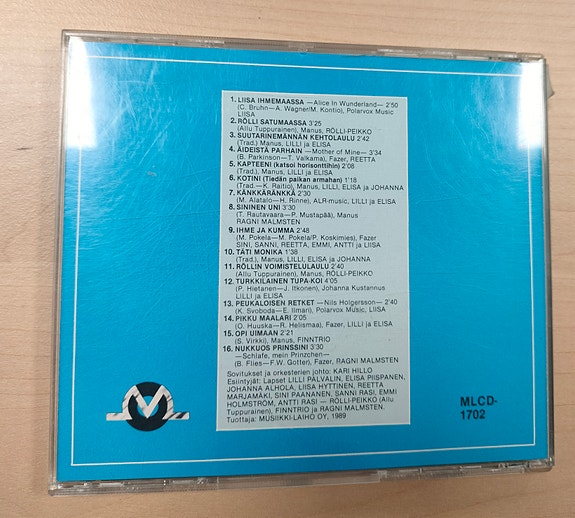 1. LIISA IHMEMAASSA —Alice In Wunderland— 2'50
(C. Bruhn—A. Wagner/M. Kontio), Polarvox Music
LIISA
2. RÖLLI SATUMAASSA 3'25
(Allu Tuppurainen), Manus, RÖLLI-PEIKKO
3. SUUTARINEMÄNNÄN KEHTOLAULU 2'42
(Trad.) Manus, LILLI ja ELISA
4. ÄIDEISTÄ PARHAIN —Mother of Mine— 3'34
(B. Parkinson—T. Valkama), Fazer, REETTA
5. KAPTEENI (katsoi horisonttihin) 2'08
(Trad.), Manus, LILLI ja ELISA
6. KOTINI (Tiedän paikan armahan) 1'18
(Trad.—K. Raitio), Manus, LILLI, ELISA ja JOHANNA
7. KÄNKKÄRÄNKKÄ 2'30
(M. Alatalo—H. Rinne), ALR-music, LILLI ja ELISA
8. SININEN UNI 3'30
(T. Rautavaara—P. Mustapää), Manus
RAGNI MALMSTEN
9. IHME JA KUMMA 2'48
(M. Pokela—M. Pokela/P. Koskimies), Fazer
SINI, SANNI, REETTA, EMMI, ANTTI ja LIISA
10. TÄTI MONIKA 1'38
(Trad.), Manus, LILLI, ELISA ja JOHANNA
11. RÖLLIN VOIMISTELULAULU 2'40
(Allu Tuppurainen), Manus, RÖLLI-PEIKKO
12. TURKKILAINEN TUPA-KOI 4'05
(P. Hietanen—J. Itkonen), Johanna Kustannus
LILLI ja ELISA
13. PEUKALOISEN RETKET —Nils Holgersson— 2'40
(K. Svoboda—E. Ilmari), Polarvox Music, LIISA
14. PIKKU MAALARI 2'05
(O. Huuska—R. Helismaa), Fazer, LILLI ja ELISA
15. OPI UIMAAN 2'21
(S. Virkki), Manus, FINNTRIO
16. NUKKUOS PRINSSINI 3'30
—Schlafe, mein Prinzchen—
(B. Flies—F.W. Gotter), Fazer, RAGNI MALMSTEN
Sovitukset ja orkesterien johto: KARI HILLO
Esiintyjät: Lapset LILLI PALVALIN, ELISA PIISPANEN,
JOHANNA ALHOLA, LIISA HYTTINEN, REETTA
MARJAMÄKI, SINI PAANANEN, SANNI RASI, EMMI
HOLMSTRÖM, ANTTI RASI — RÖLLI-PEIKKO (Allu
Tuppurainen), FINNTRIO ja RAGNI MALMSTEN.
Tuottaja: MUSIIKKI-LAIHO OY, 1989
MLCD-
1702